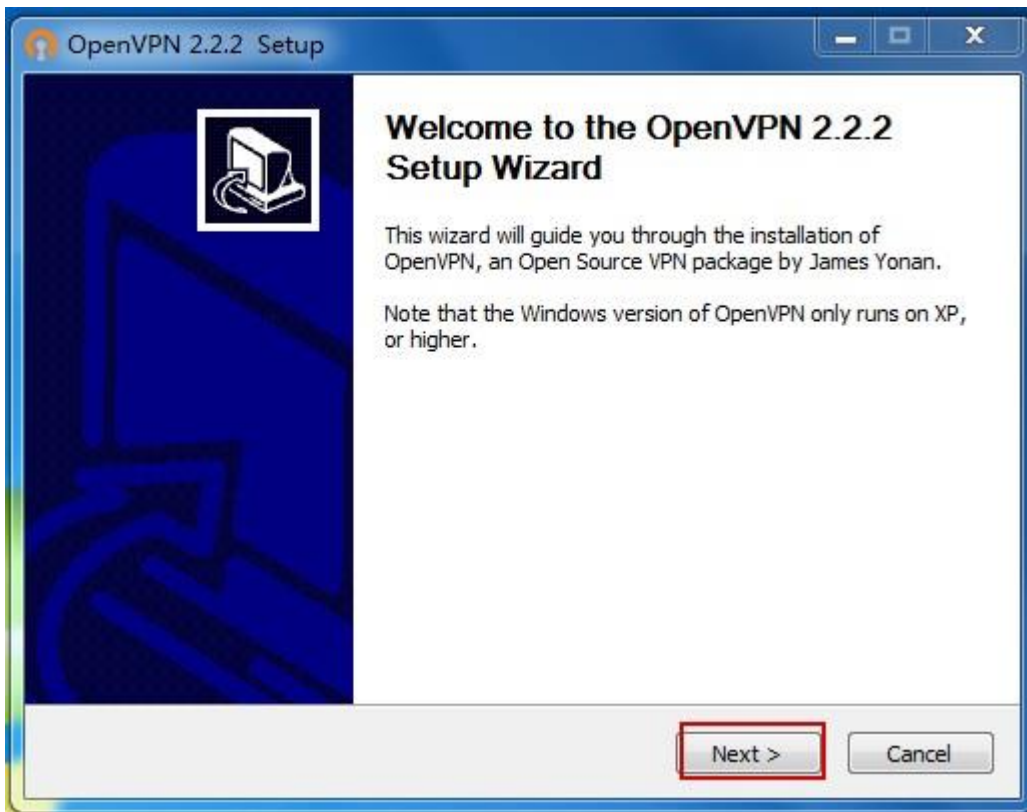 OpenVPN 2.2.2 Setup
Welcome to the OpenVPN 2.2.2
Setup Wizard
This wizard will guide you through the installation of
OpenVPN, an Open Source VPN package by James Yonan.
Note that the Windows version of OpenVPN only runs on XP,
or higher.
Next >
Cancel